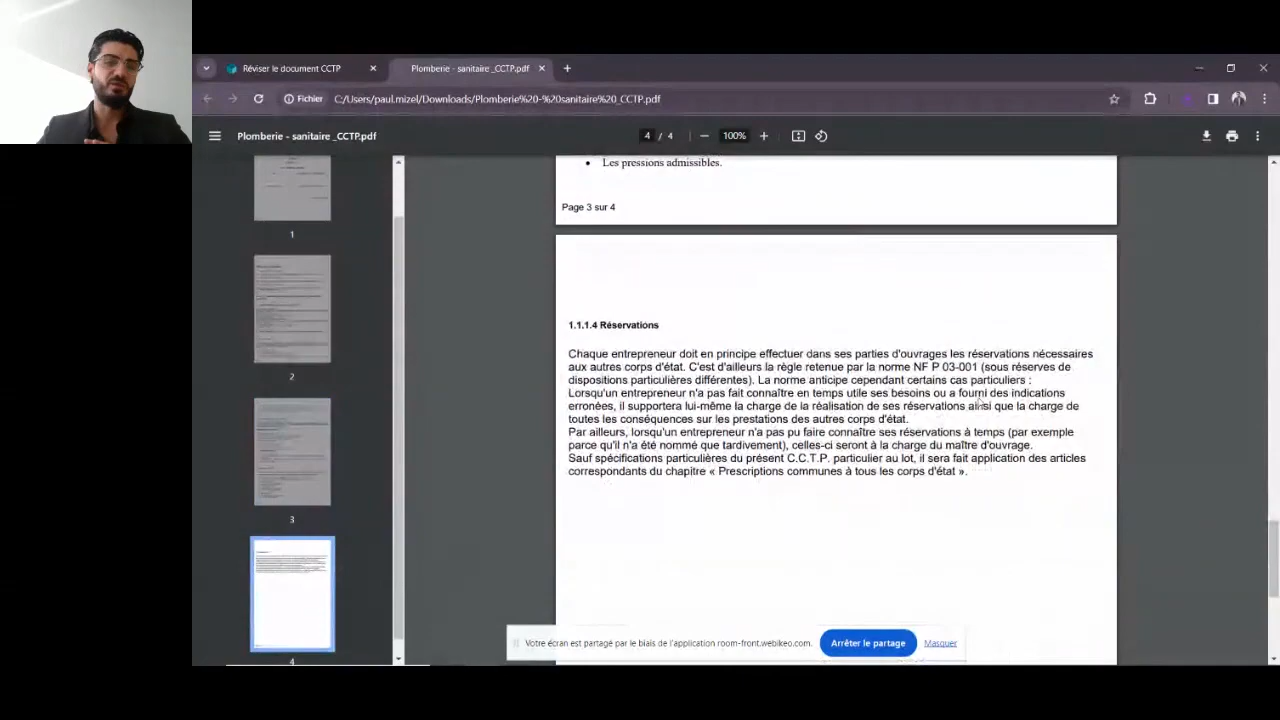 Réviser le document CCTP
Plomberie - sanitaire _CCTP.pdf
Fichier
C:/Users/paul.mizel/Downloads/Plomberie%20-%20sanitaire%20_CCTP.pdf
Plomberie - sanitaire _CCTP.pdf
4 / 4
100%
• Les pressions admissibles.
Page 3 sur 4
1
2
3
4
1.1.1.4 Réservations
Chaque entrepreneur doit en principe effectuer dans ses parties d'ouvrages les réservations nécessaires
aux autres corps d'état. C'est d'ailleurs la règle retenue par la norme NF P 03-001 (sous réserves de
dispositions particulières différentes). La norme anticipe cependant certains cas particuliers :
Lorsqu'un entrepreneur n'a pas fait connaître en temps utile ses besoins ou a fourni des indications
erronées, il supportera lui-même la charge de la réalisation de ses réservations ainsi que la charge de
toutes les conséquences sur les prestations des autres corps d'état.
Par ailleurs, lorsqu'un entrepreneur n'a pas pu faire connaître ses réservations à temps (par exemple
parce qu'il n'a été nommé que tardivement), celles-ci seront à la charge du maître d'ouvrage.
Sauf spécifications particulières du présent C.C.T.P. particulier au lot, il sera fait application des articles
correspondants du chapitre « Prescriptions communes à tous les corps d'état ».
Votre écran est partagé par le biais de l'application room-front.webikeo.com.
Arrêter le partage
Masquer